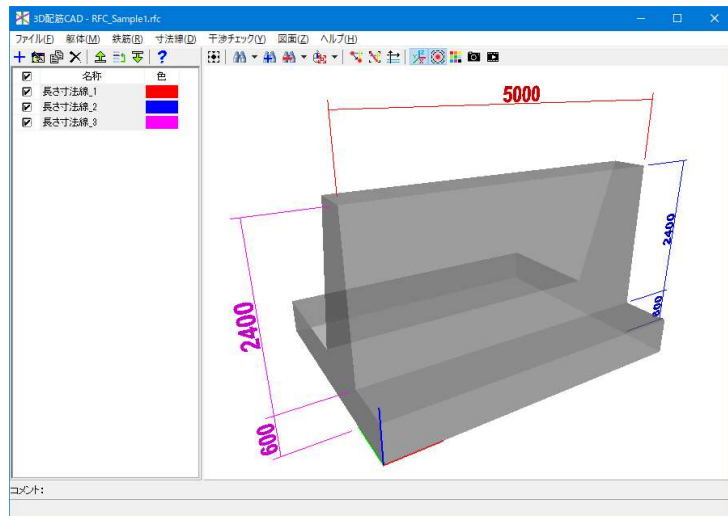 3D配筋CAD - RFC_Sample1.rfc
ファイル(F) 躯体(M) 鉄筋(R) 寸法線(D) 干渉チェック(Y) 図面(Z) ヘルプ(H)
名称 色
長さ寸法線_1
長さ寸法線_2
長さ寸法線_3
5000
2400
600
2400
600
コメント: